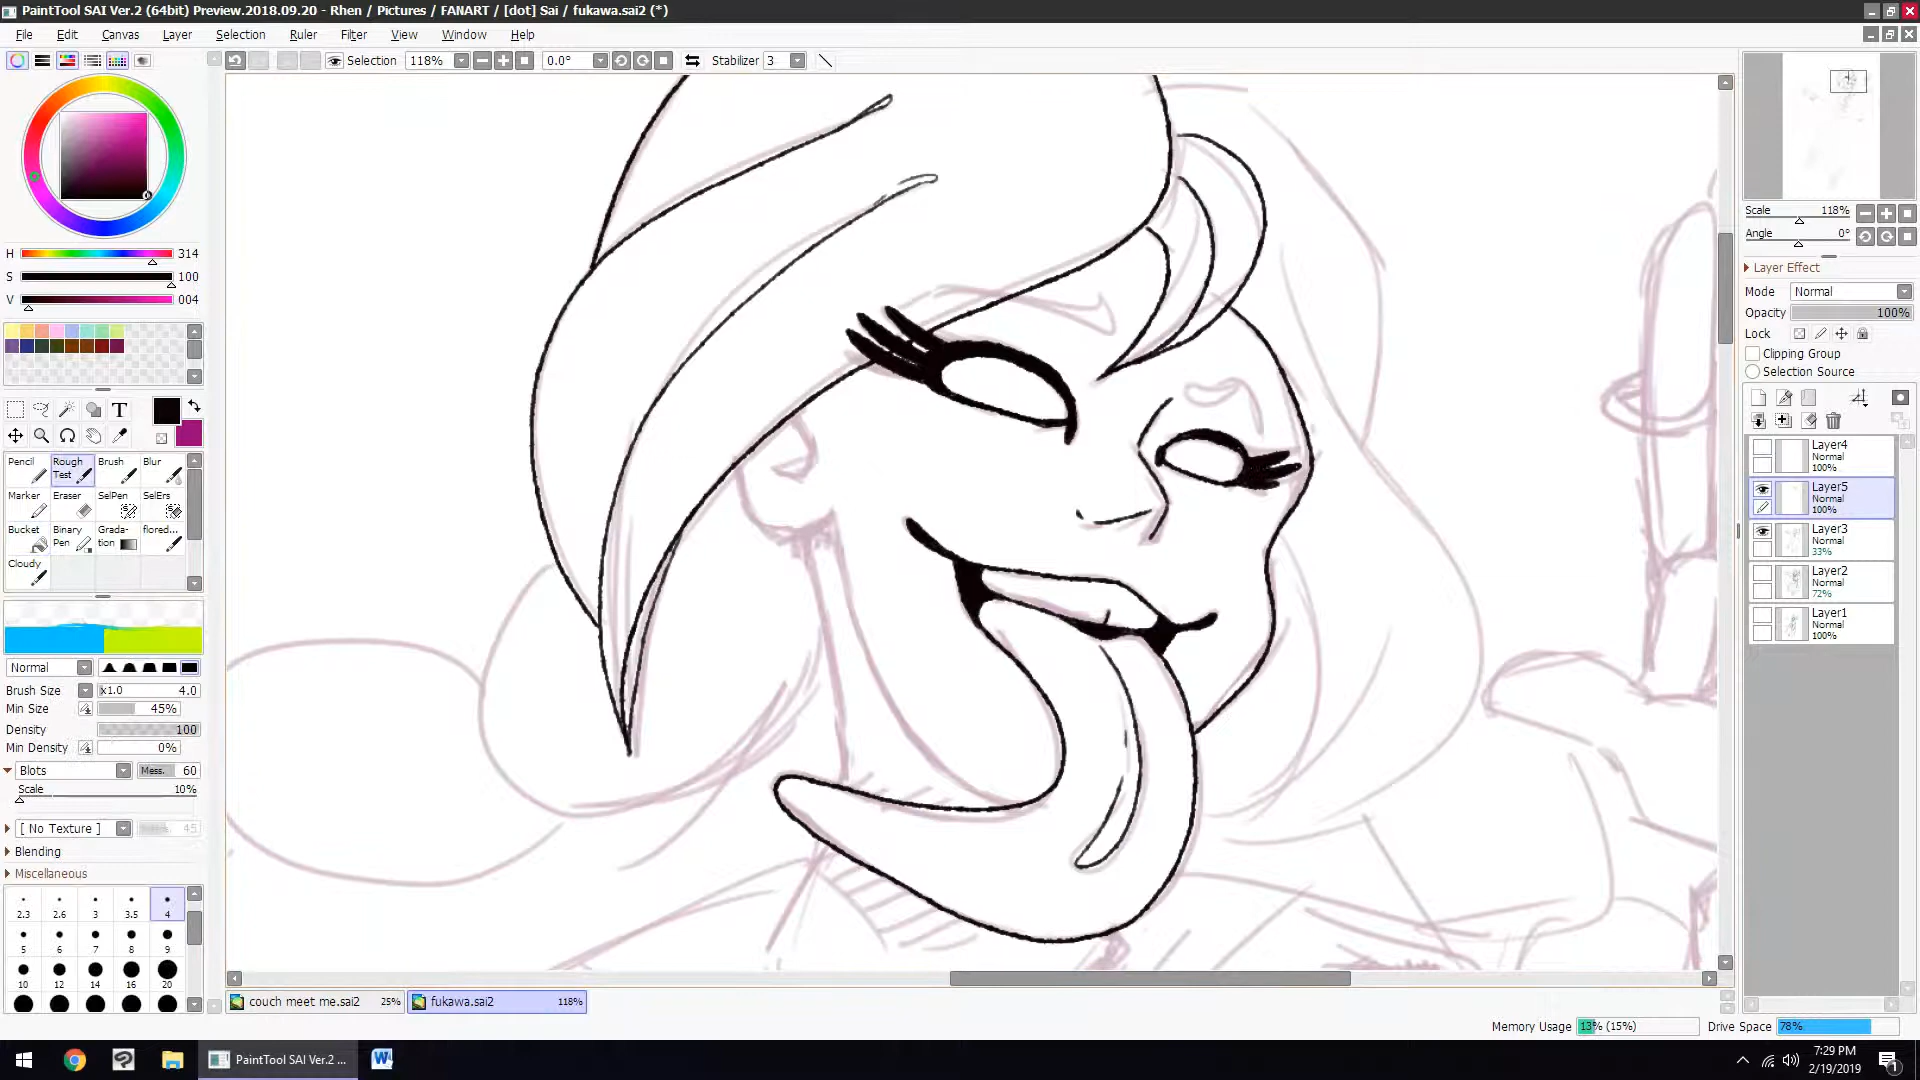 PaintTool SAI Ver.2 (64bit) Preview.2018.09.20 - Rhen / Pictures / FANART / [dot] Sai / fukawa.sai2 (*)
File Edit Canvas Layer Selection Ruler Filter View Window Help
Selection 118% 0.0° Stabilizer 3
H 314
S 100
V 004
T
Pencil Rough Test Brush Blur
Marker Eraser SelPen SelErs
Bucket Binary Pen Grada-tion flored...
Cloudy
Normal
Brush Size x1.0 4.0
Min Size 45%
Density 100
Min Density 0%
Blots Mess. 60
Scale 10%
[ No Texture ] 45
Blending
Miscellaneous
2.3 2.6 3 3.5 4
5 6 7 8 9
10 12 14 16 20
Scale 118%
Angle 0°
Layer Effect
Mode Normal
Opacity 100%
Lock
Clipping Group
Selection Source
Layer4
Normal
100%
Layer5
Normal
100%
Layer3
Normal
33%
Layer2
Normal
72%
Layer1
Normal
100%
couch meet me.sai2 25% fukawa.sai2 118%
Memory Usage 13% (15%) Drive Space 78%
PaintTool SAI Ver.2 ...
7:29 PM
2/19/2019
1